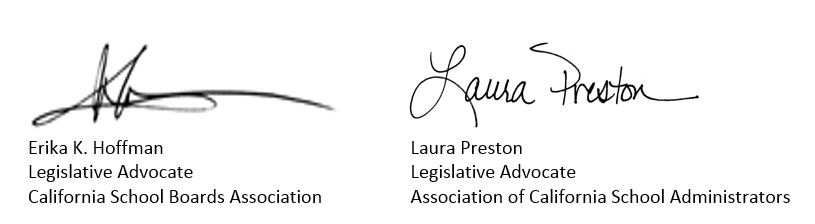 Laura Preston
Erika K. Hoffman
Legislative Advocate
California School Boards Association
Laura Preston
Legislative Advocate
Association of California School Administrators